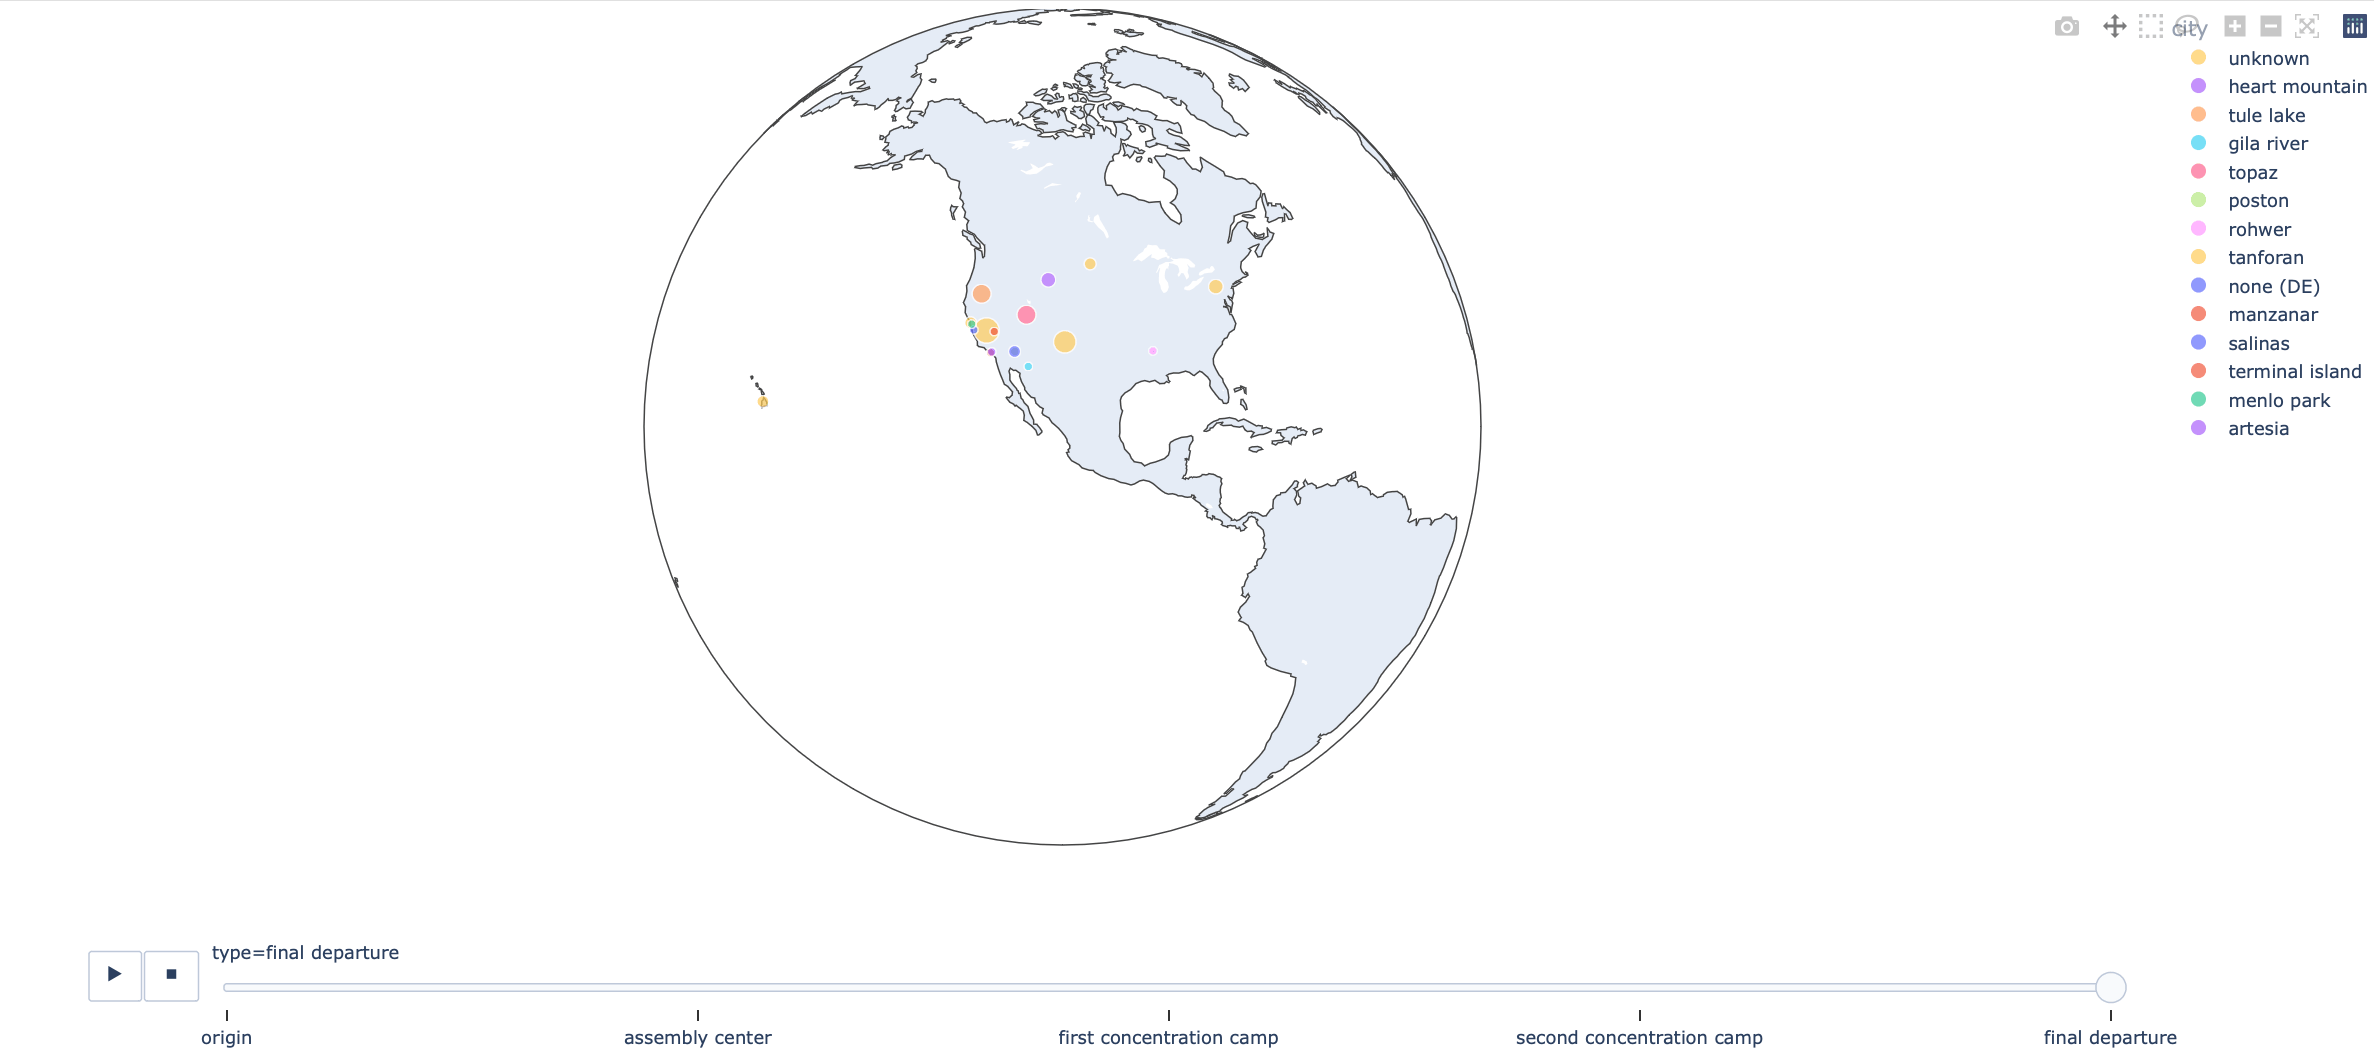 city
unknown
heart mountain
tule lake
gila river
topaz
poston
rohwer
tanforan
none (DE)
manzanar
salinas
terminal island
menlo park
artesia
type=final departure
origin
assembly center
first concentration camp
second concentration camp
final departure